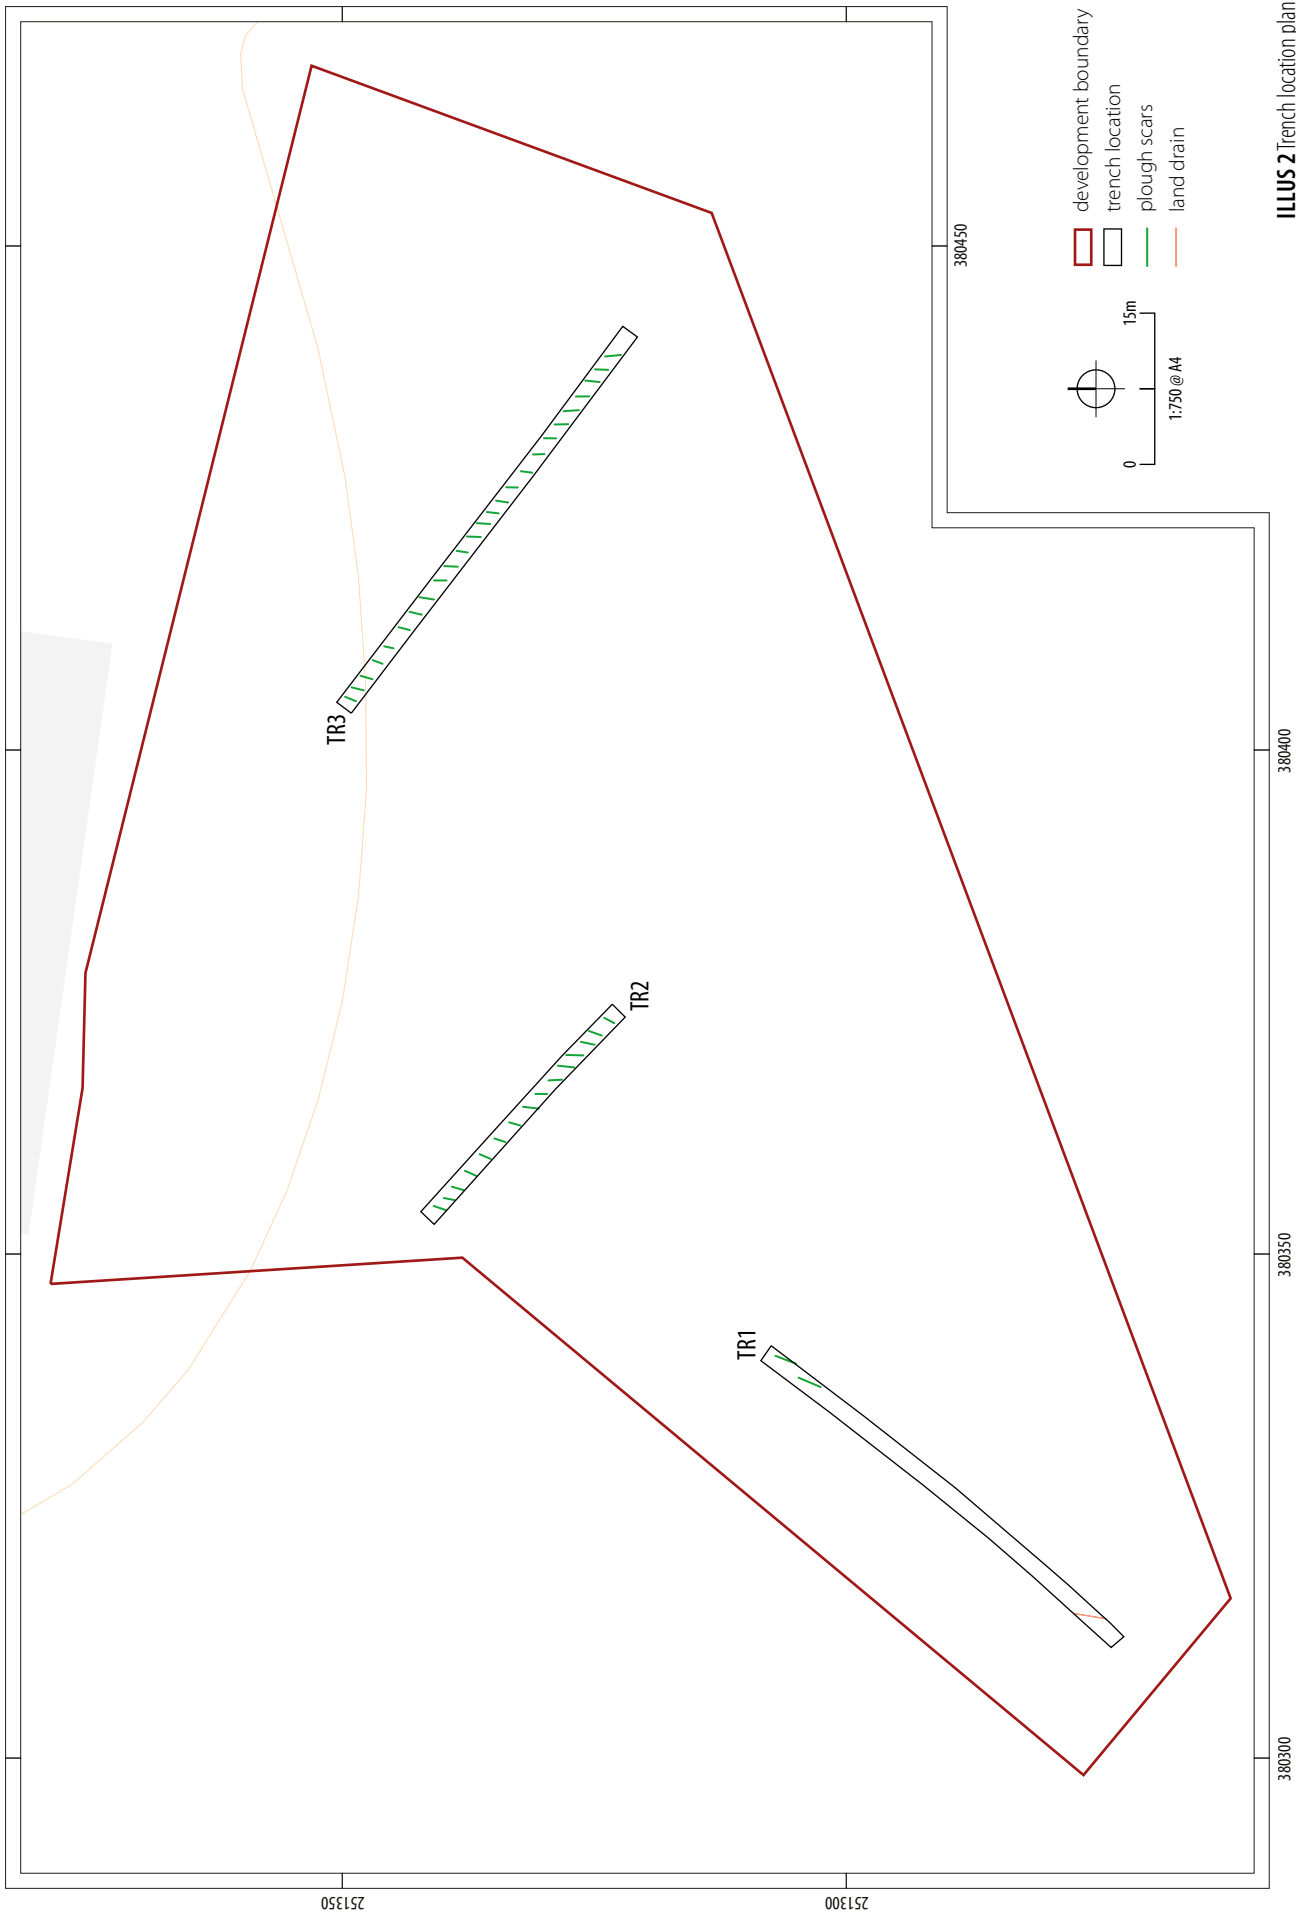 TR3
TR2
TR1
251350
251300
380300
380350
380400
380450
0
15m
1:750 @ A4
development boundary
trench location
plough scars
land drain
ILLUS 2 Trench location plan